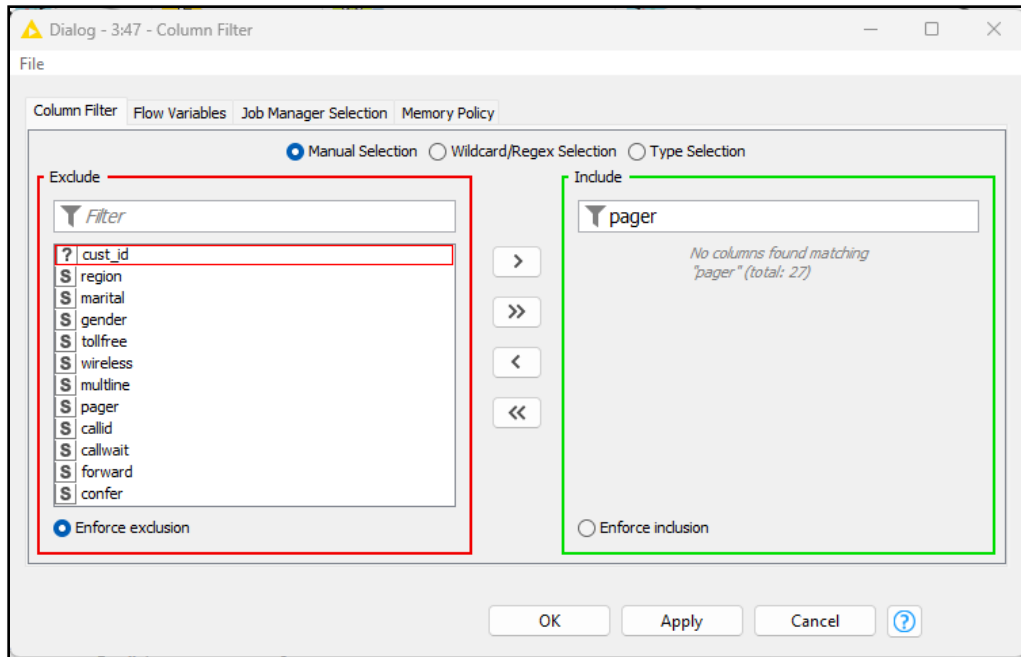 Dialog - 3:47 - Column Filter
File
Column Filter Flow Variables Job Manager Selection Memory Policy
Manual Selection Wildcard/Regex Selection Type Selection
Exclude
Filter
? cust_id
S region
S marital
S gender
S tollfree
S wireless
S multline
S pager
S callid
S callwait
S forward
S confer
Enforce exclusion
>
>>
<
<<
Include
pager
No columns found matching
"pager" (total: 27)
Enforce inclusion
OK Apply Cancel ?